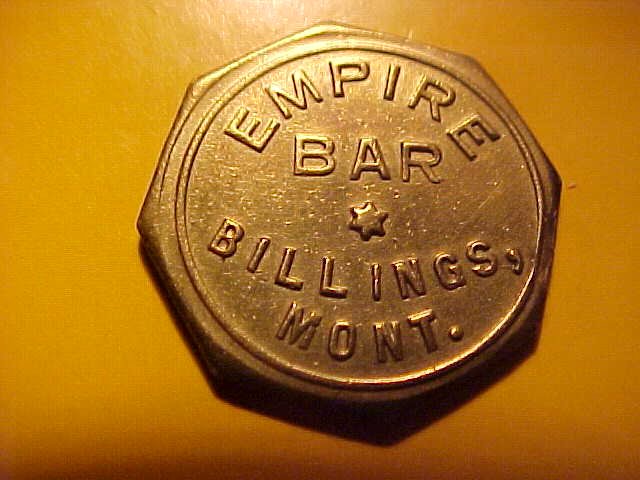 EMPIRE
BAR
BILLINGS,
MONT.